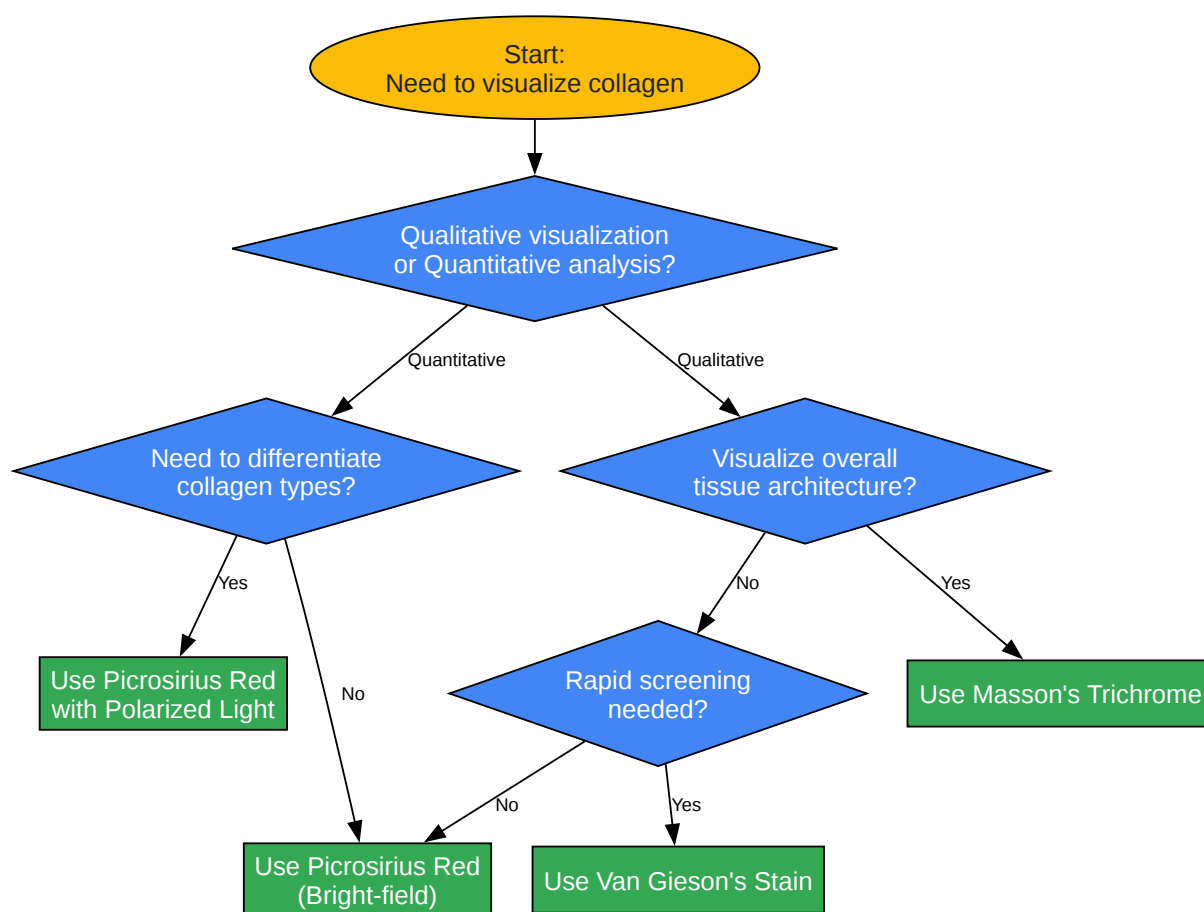 Start:
Need to visualize collagen
Qualitative visualization
or Quantitative analysis?
Quantitative
Qualitative
Need to differentiate
collagen types?
Visualize overall
tissue architecture?
Yes
No
Yes
Use Picrosirius Red
with Polarized Light
No
Rapid screening
needed?
Use Masson's Trichrome
No
Yes
Use Picrosirius Red
(Bright-field)
Use Van Gieson's Stain